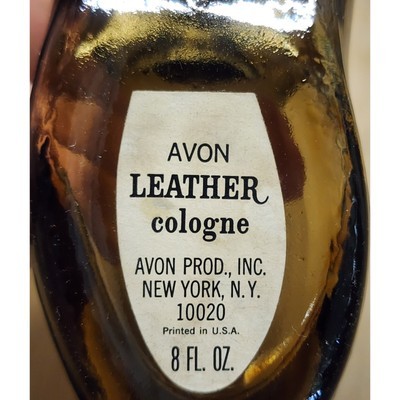 AVON
LEATHER
cologne
AVON PROD., INC.
NEW YORK, N.Y.
10020
Printed in U.S.A.
8 FL. OZ.